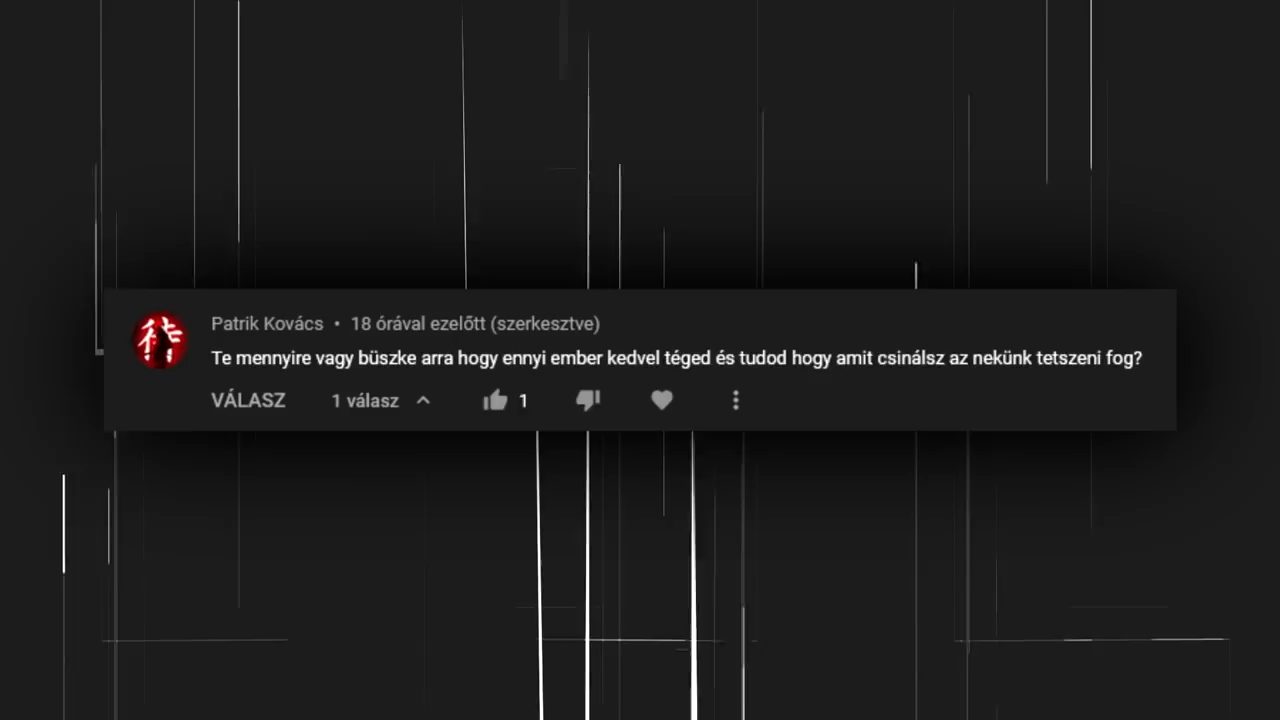 Patrik Kovács • 18 órával ezelőtt (szerkesztve)
Te mennyire vagy büszke arra hogy ennyi ember kedvel téged és tudod hogy amit csinálsz az nekünk tetszeni fog?
VÁLASZ 1 válasz 1